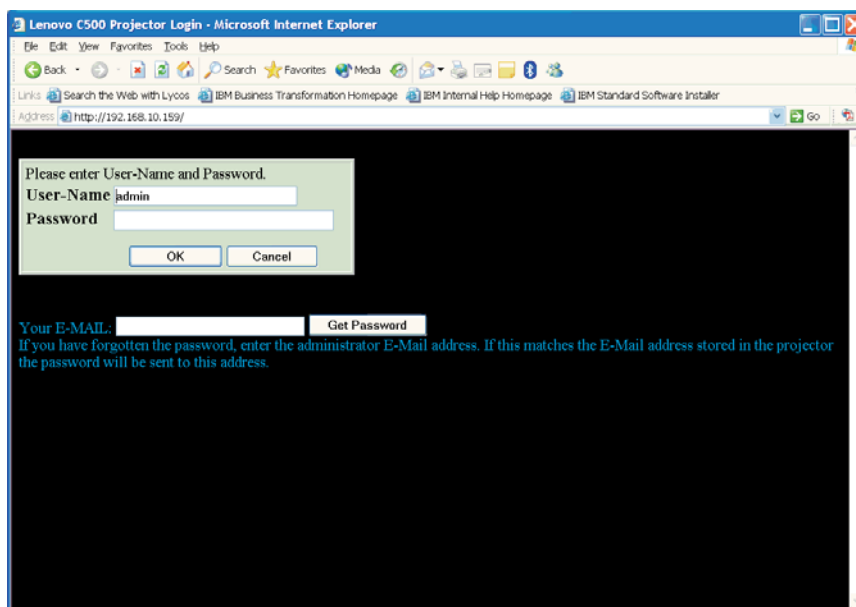 Lenovo C500 Projector Login - Microsoft Internet Explorer
File Edit View Favorites Tools Help
Back Search Favorites Media
Links Search the Web with Lycos IBM Business Transformation Homepage IBM Internal Help Homepage IBM Standard Software Installer
Address http://192.168.10.159/ Go
Please enter User-Name and Password.
User-Name admin
Password
OK Cancel
Your E-MAIL: Get Password
If you have forgotten the password, enter the administrator E-Mail address. If this matches the E-Mail address stored in the projector
the password will be sent to this address.